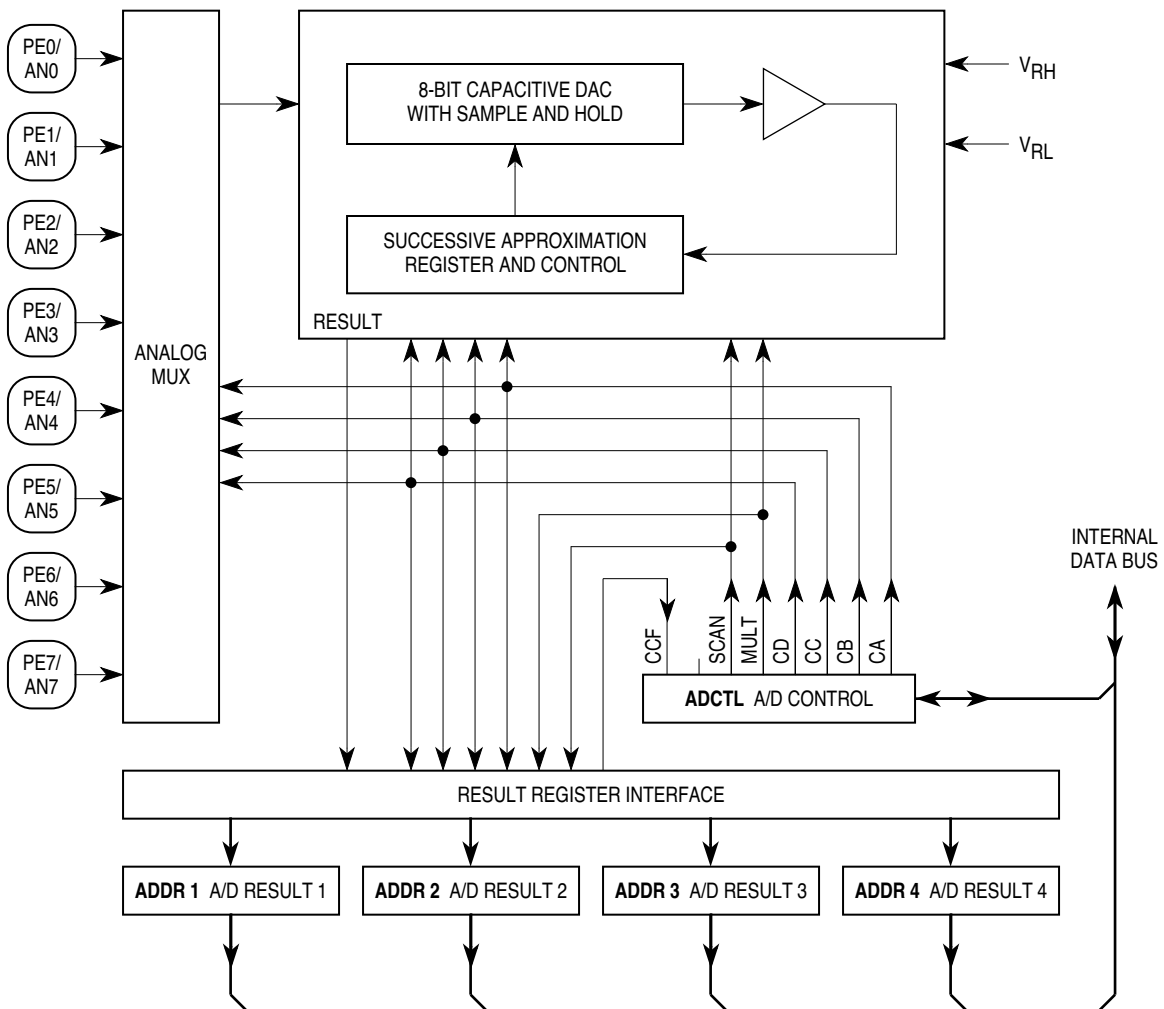 PE0/
AN0
PE1/
AN1
PE2/
AN2
PE3/
AN3
PE4/
AN4
PE5/
AN5
PE6/
AN6
PE7/
AN7
ANALOG
MUX
8-BIT CAPACITIVE DAC
WITH SAMPLE AND HOLD
SUCCESSIVE APPROXIMATION
REGISTER AND CONTROL
RESULT
VRH
VRL
INTERNAL
DATA BUS
CCF
SCAN
MULT
CD
CC
CB
CA
ADCTL A/D CONTROL
RESULT REGISTER INTERFACE
ADDR 1 A/D RESULT 1
ADDR 2 A/D RESULT 2
ADDR 3 A/D RESULT 3
ADDR 4 A/D RESULT 4